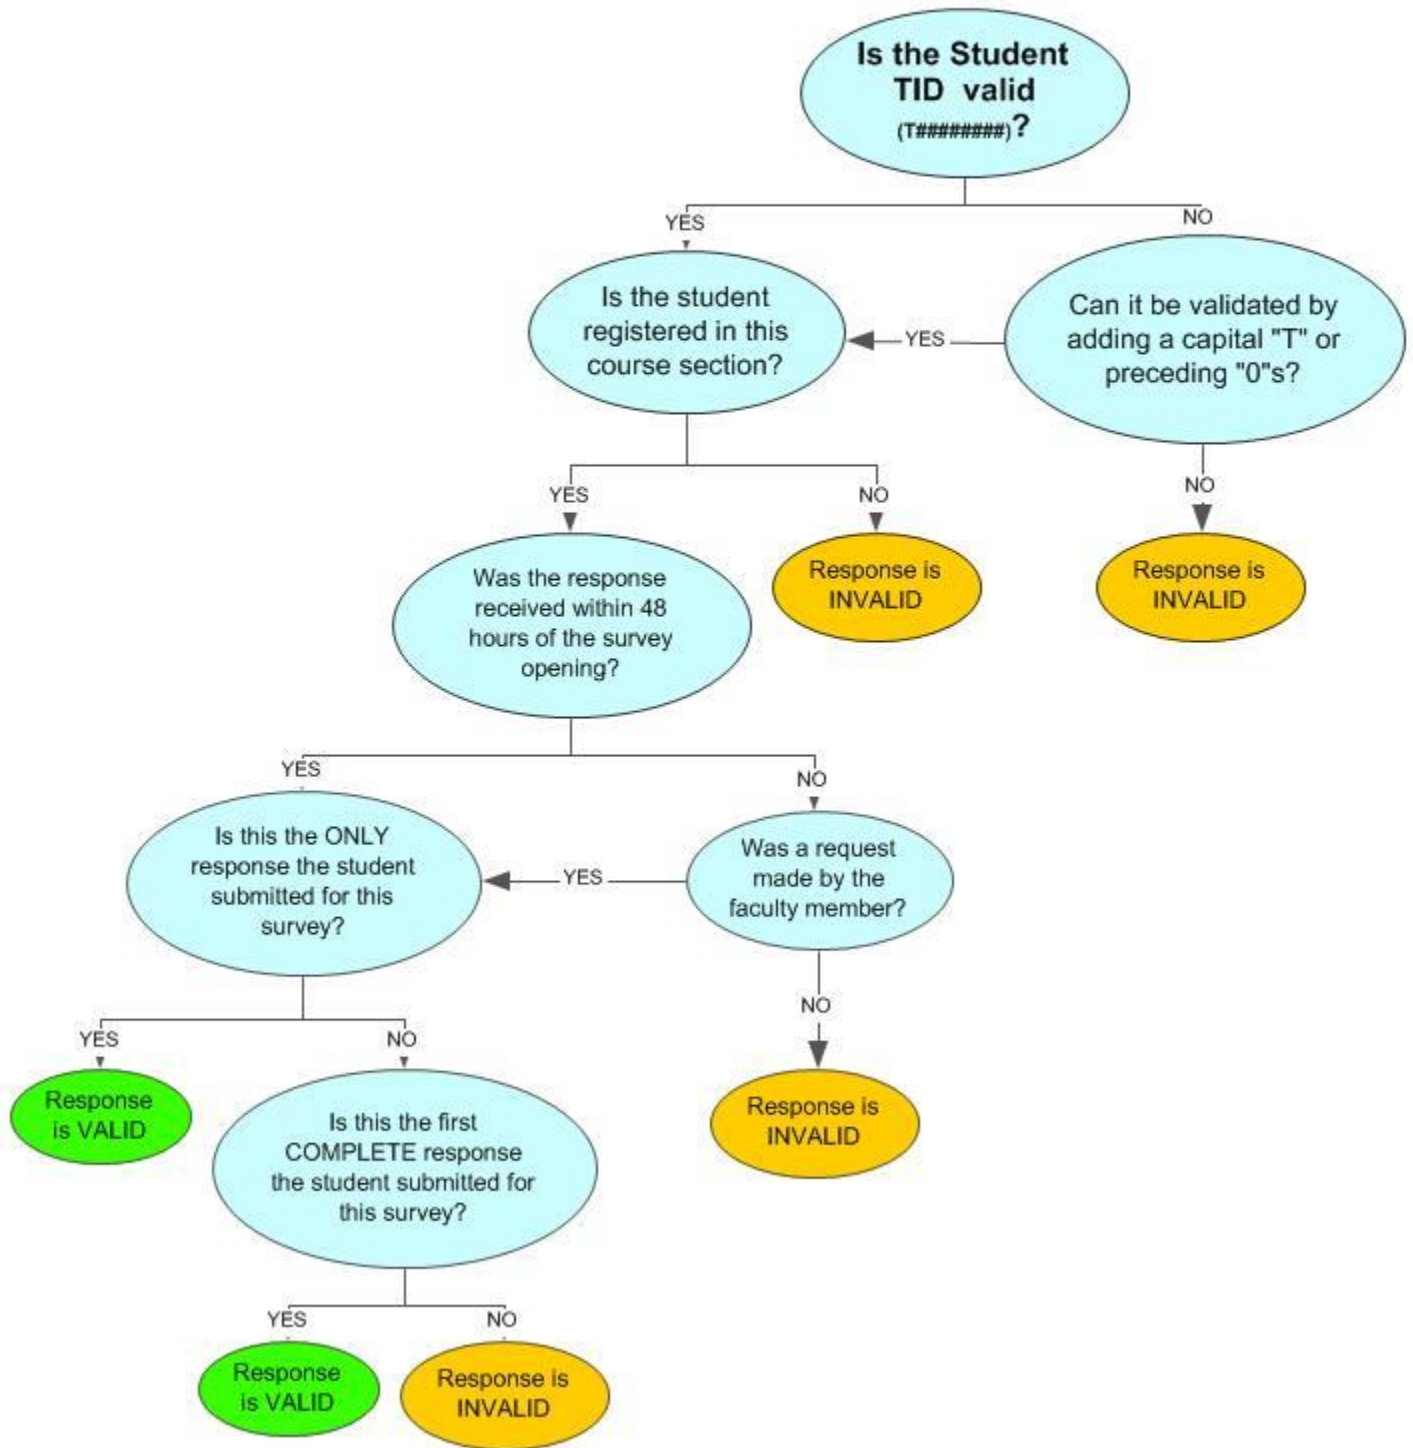 Is the Student
TID valid
(T########)?
YES
NO
Is the student
registered in this
course section?
YES
Can it be validated by
adding a capital "T" or
preceding "0"s?
YES
NO
NO
Was the response
received within 48
hours of the survey
opening?
Response is
INVALID
Response is
INVALID
YES
NO
Is this the ONLY
response the student
submitted for this
survey?
YES
Was a request
made by the
faculty member?
YES
NO
NO
Response
is VALID
Is this the first
COMPLETE response
the student submitted for
this survey?
Response is
INVALID
YES
NO
Response
is VALID
Response is
INVALID